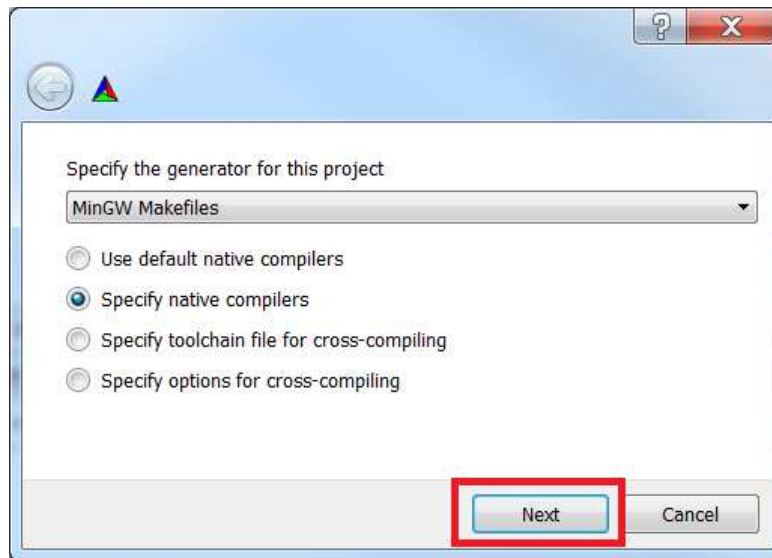 Specify the generator for this project
MinGW Makefiles
Use default native compilers
Specify native compilers
Specify toolchain file for cross-compiling
Specify options for cross-compiling
Next
Cancel